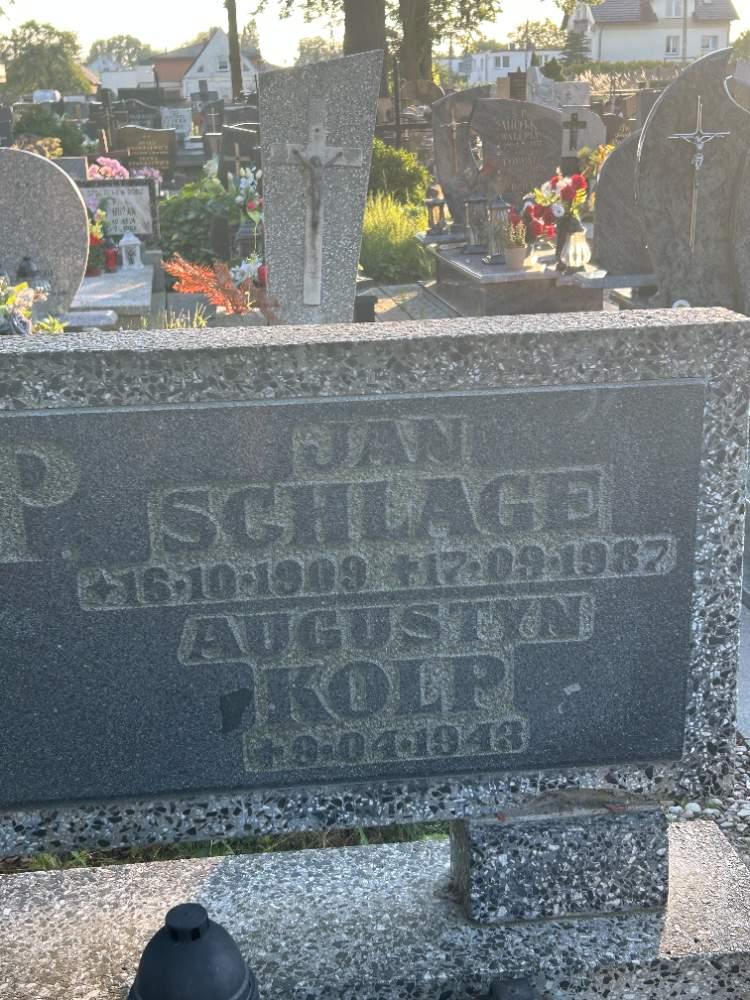 P.
JAN
SCHLAGE
✦16·10·1909 ✝17·09·1987
AUGUSTYN
KOLP
✝9·04·1943